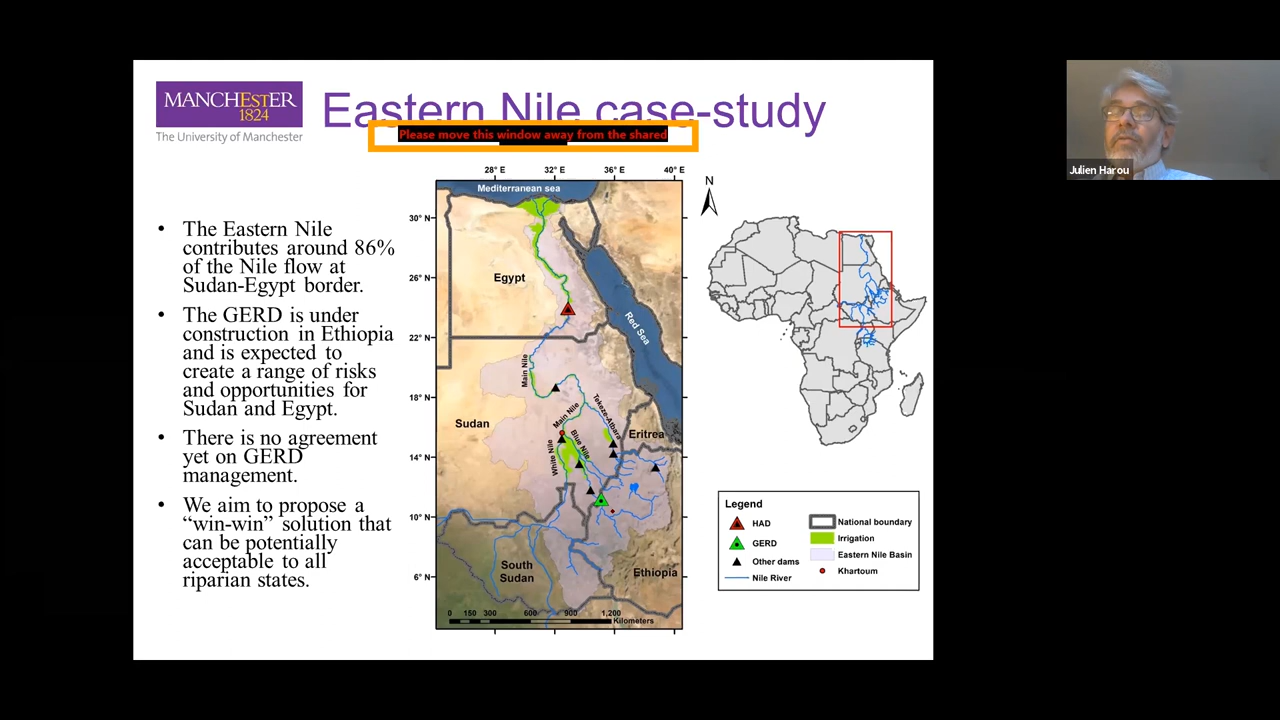 MANCHESTER
1824
The University of Manchester
Eastern Nile case-study
Please move this window away from the shared
• The Eastern Nile
contributes around 86%
of the Nile flow at
Sudan-Egypt border.
• The GERD is under
construction in Ethiopia
and is expected to
create a range of risks
and opportunities for
Sudan and Egypt.
• There is no agreement
yet on GERD
management.
• We aim to propose a
“win-win” solution that
can be potentially
acceptable to all
riparian states.
28° E 32° E 36° E 40° E
Mediterranean sea
30° N
26° N
22° N
18° N
14° N
10° N
6° N
Egypt
Red Sea
Main Nile
Main Nile
Tekeze-Atbara
Sudan
Eritrea
White Nile
Blue Nile
South
Sudan
Ethiopia
0 150 300 600 900 1,200
Kilometers
N
Legend
HAD
GERD
Other dams
Nile River
National boundary
Irrigation
Eastern Nile Basin
Khartoum
Julien Harou